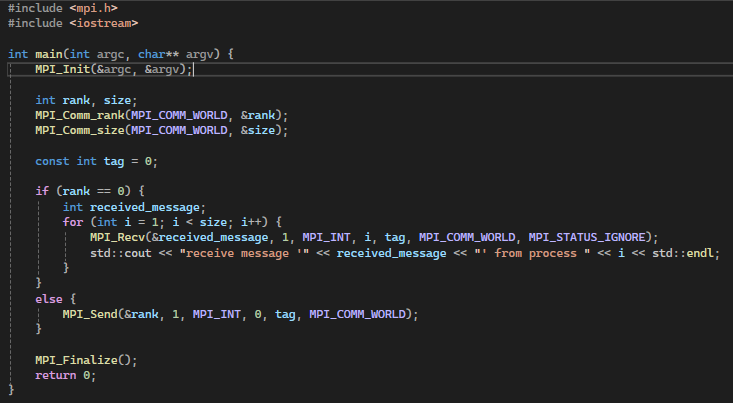 #include <mpi.h>
#include <iostream>
int main(int argc, char** argv) {
MPI_Init(&argc, &argv);
int rank, size;
MPI_Comm_rank(MPI_COMM_WORLD, &rank);
MPI_Comm_size(MPI_COMM_WORLD, &size);
const int tag = 0;
if (rank == 0) {
int received_message;
for (int i = 1; i < size; i++) {
MPI_Recv(&received_message, 1, MPI_INT, i, tag, MPI_COMM_WORLD, MPI_STATUS_IGNORE);
std::cout << "receive message '" << received_message << "' from process " << i << std::endl;
}
}
else {
MPI_Send(&rank, 1, MPI_INT, 0, tag, MPI_COMM_WORLD);
}
MPI_Finalize();
return 0;
}